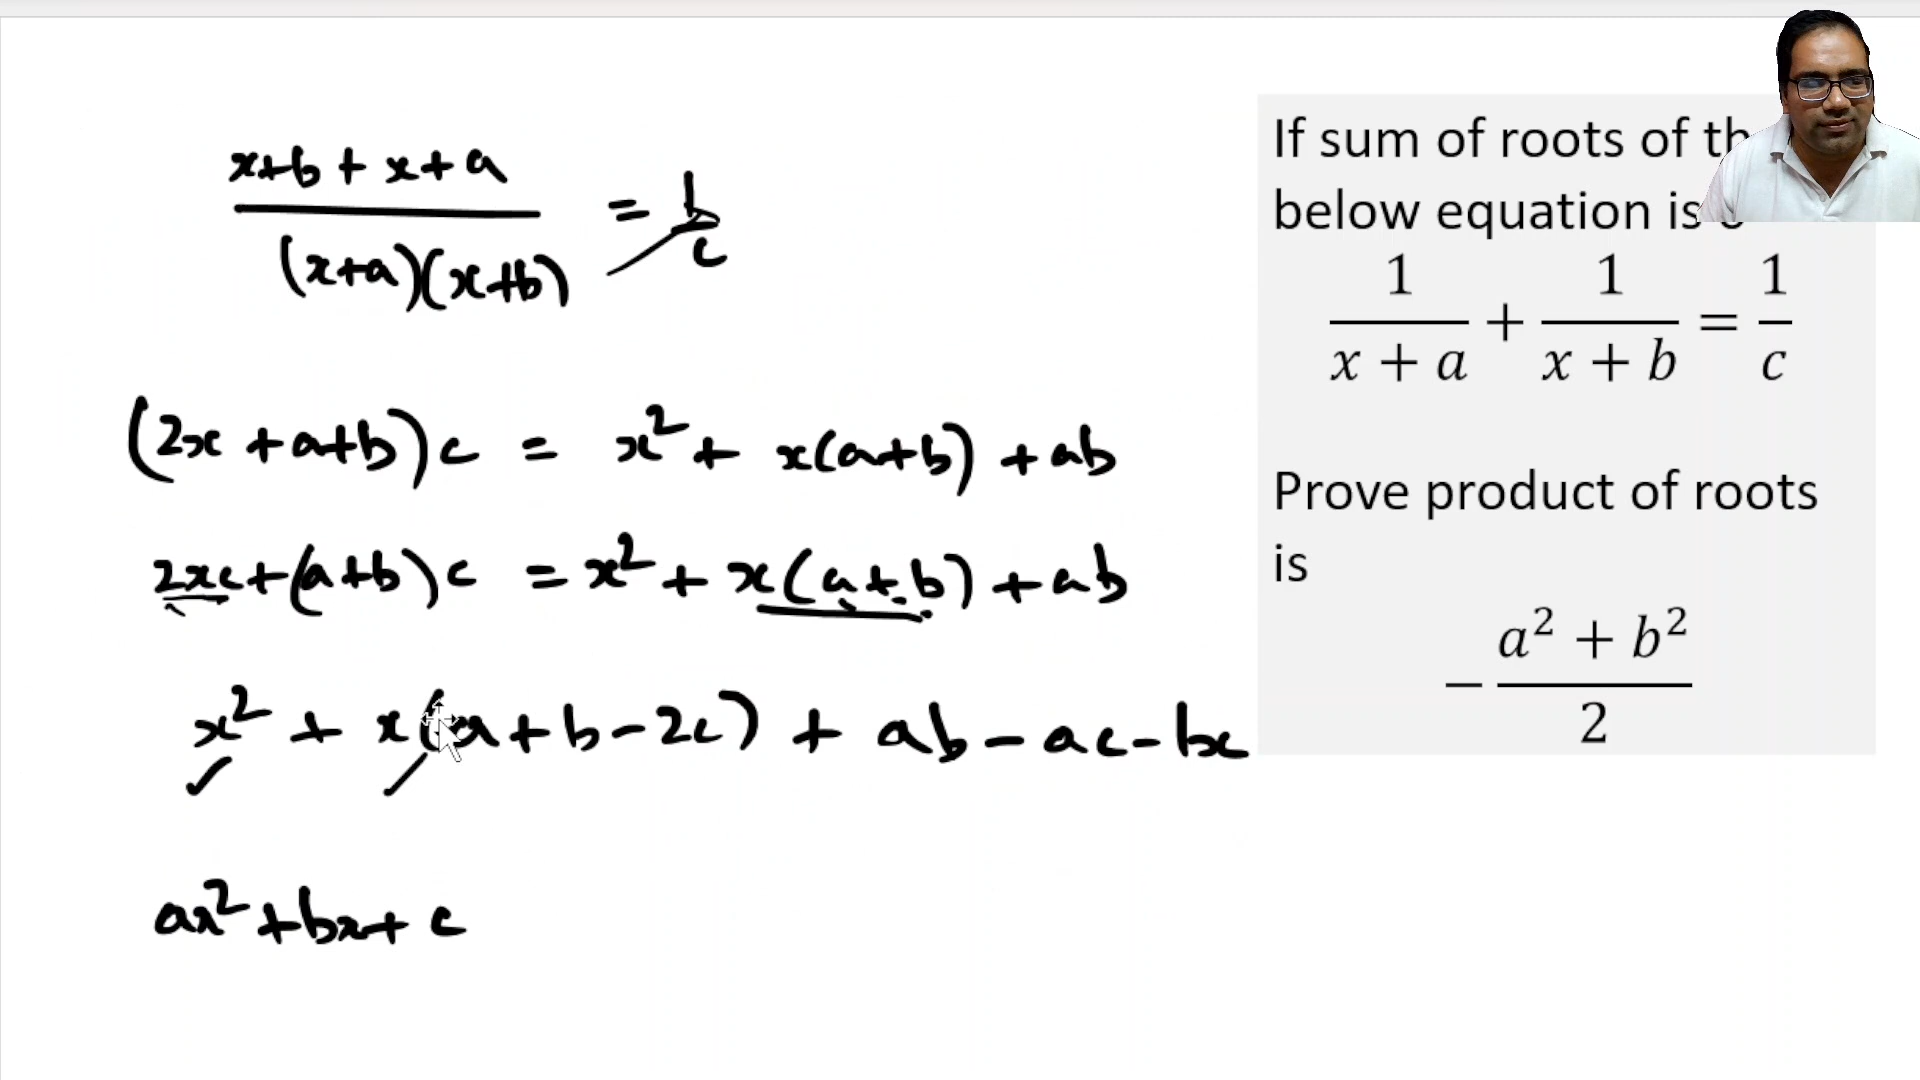 x+b + x+a
(x+a)(x+b)
= 1/c
(2x + a+b)c = x² + x(a+b) + ab
2xc+(a+b)c = x² + x(a+b) + ab
x² + x(a+b-2c) + ab-ac-bc
ax²+bx+c
If sum of roots of
below equation is
1/(x + a) + 1/(x + b) = 1/c
Prove product of roots
is
− (a² + b²)/2